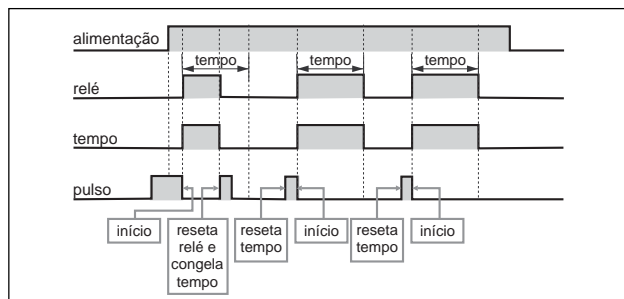 alimentação
tempo
tempo
tempo
relé
tempo
pulso
início
reseta
relé e
congela
tempo
reseta
tempo
início
reseta
tempo
início